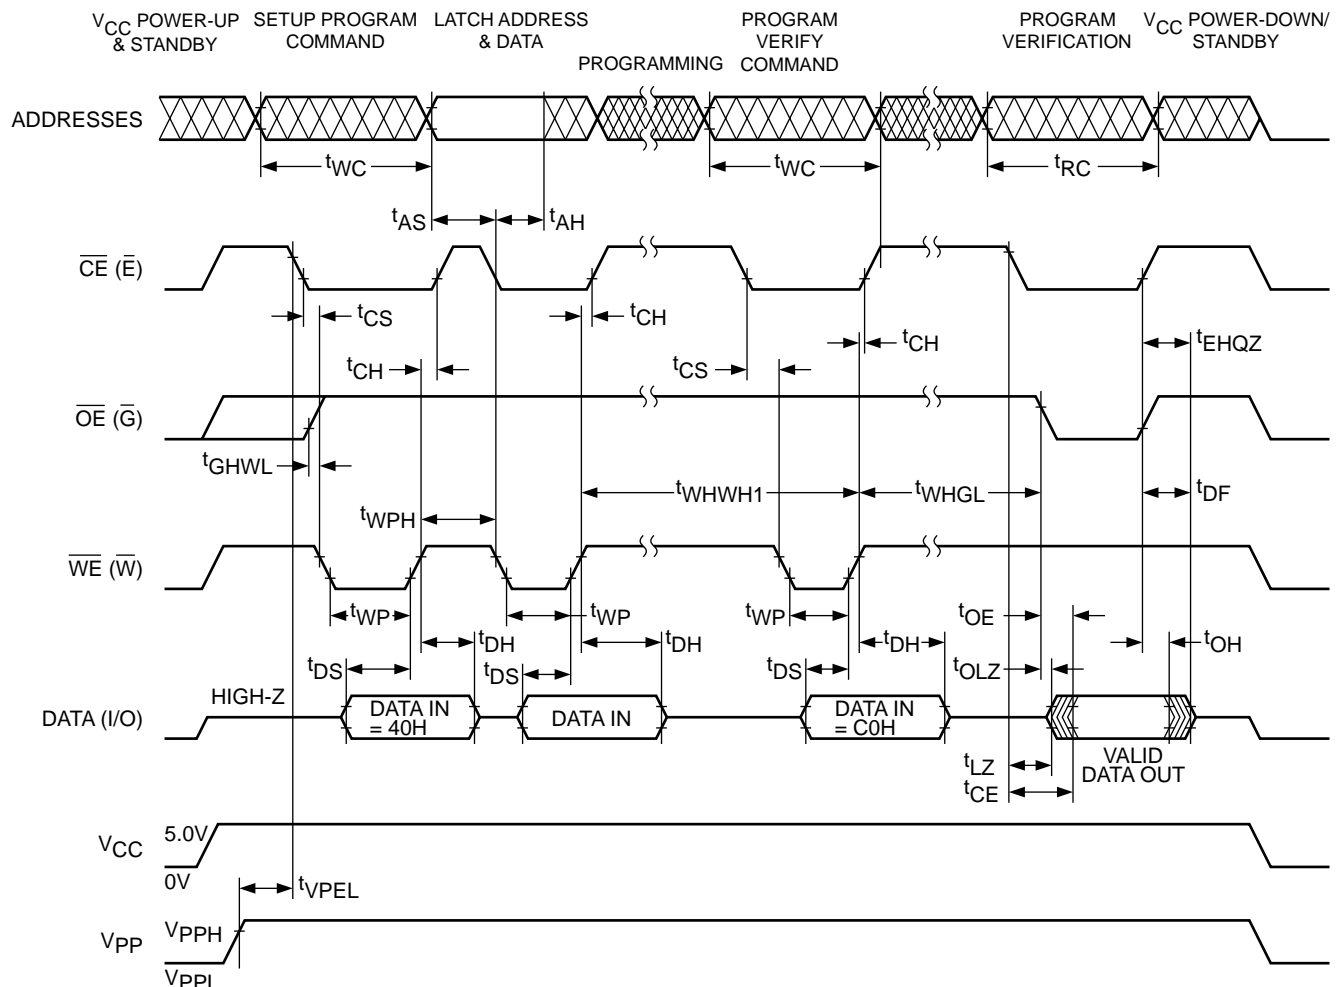 VCC POWER-UP & STANDBY
SETUP PROGRAM COMMAND
LATCH ADDRESS & DATA
PROGRAMMING
PROGRAM VERIFY COMMAND
PROGRAM VERIFICATION
VCC POWER-DOWN/ STANDBY
ADDRESSES
tWC
tWC
tRC
tAS
tAH
CE (E)
tCS
tCH
tCH
tCS
tCH
tEHQZ
OE (G)
tGHWL
tWPH
tWHWH1
tWHGL
tDF
WE (W)
tWP
tWP
tWP
tOE
tDH
tDH
tDH
tOH
tDS
tDS
tDS
tOLZ
HIGH-Z
DATA (I/O)
DATA IN = 40H
DATA IN
DATA IN = C0H
VALID DATA OUT
tLZ
tCE
VCC
5.0V
0V
tVPEL
VPP
VPPH
VPPL